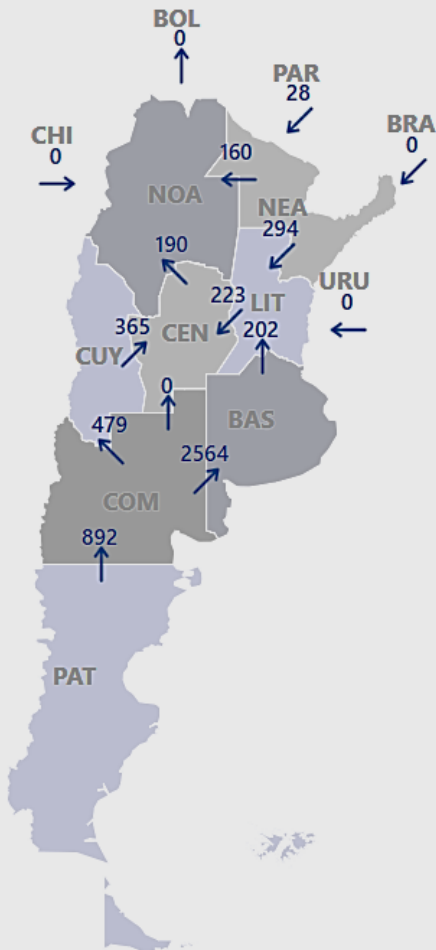 BOL
0
PAR
28
BRA
0
CHI
0
160
NOA
NEA
294
190
URU
0
223
LIT
365
CEN
202
CUY
0
479
BAS
2564
COM
892
PAT